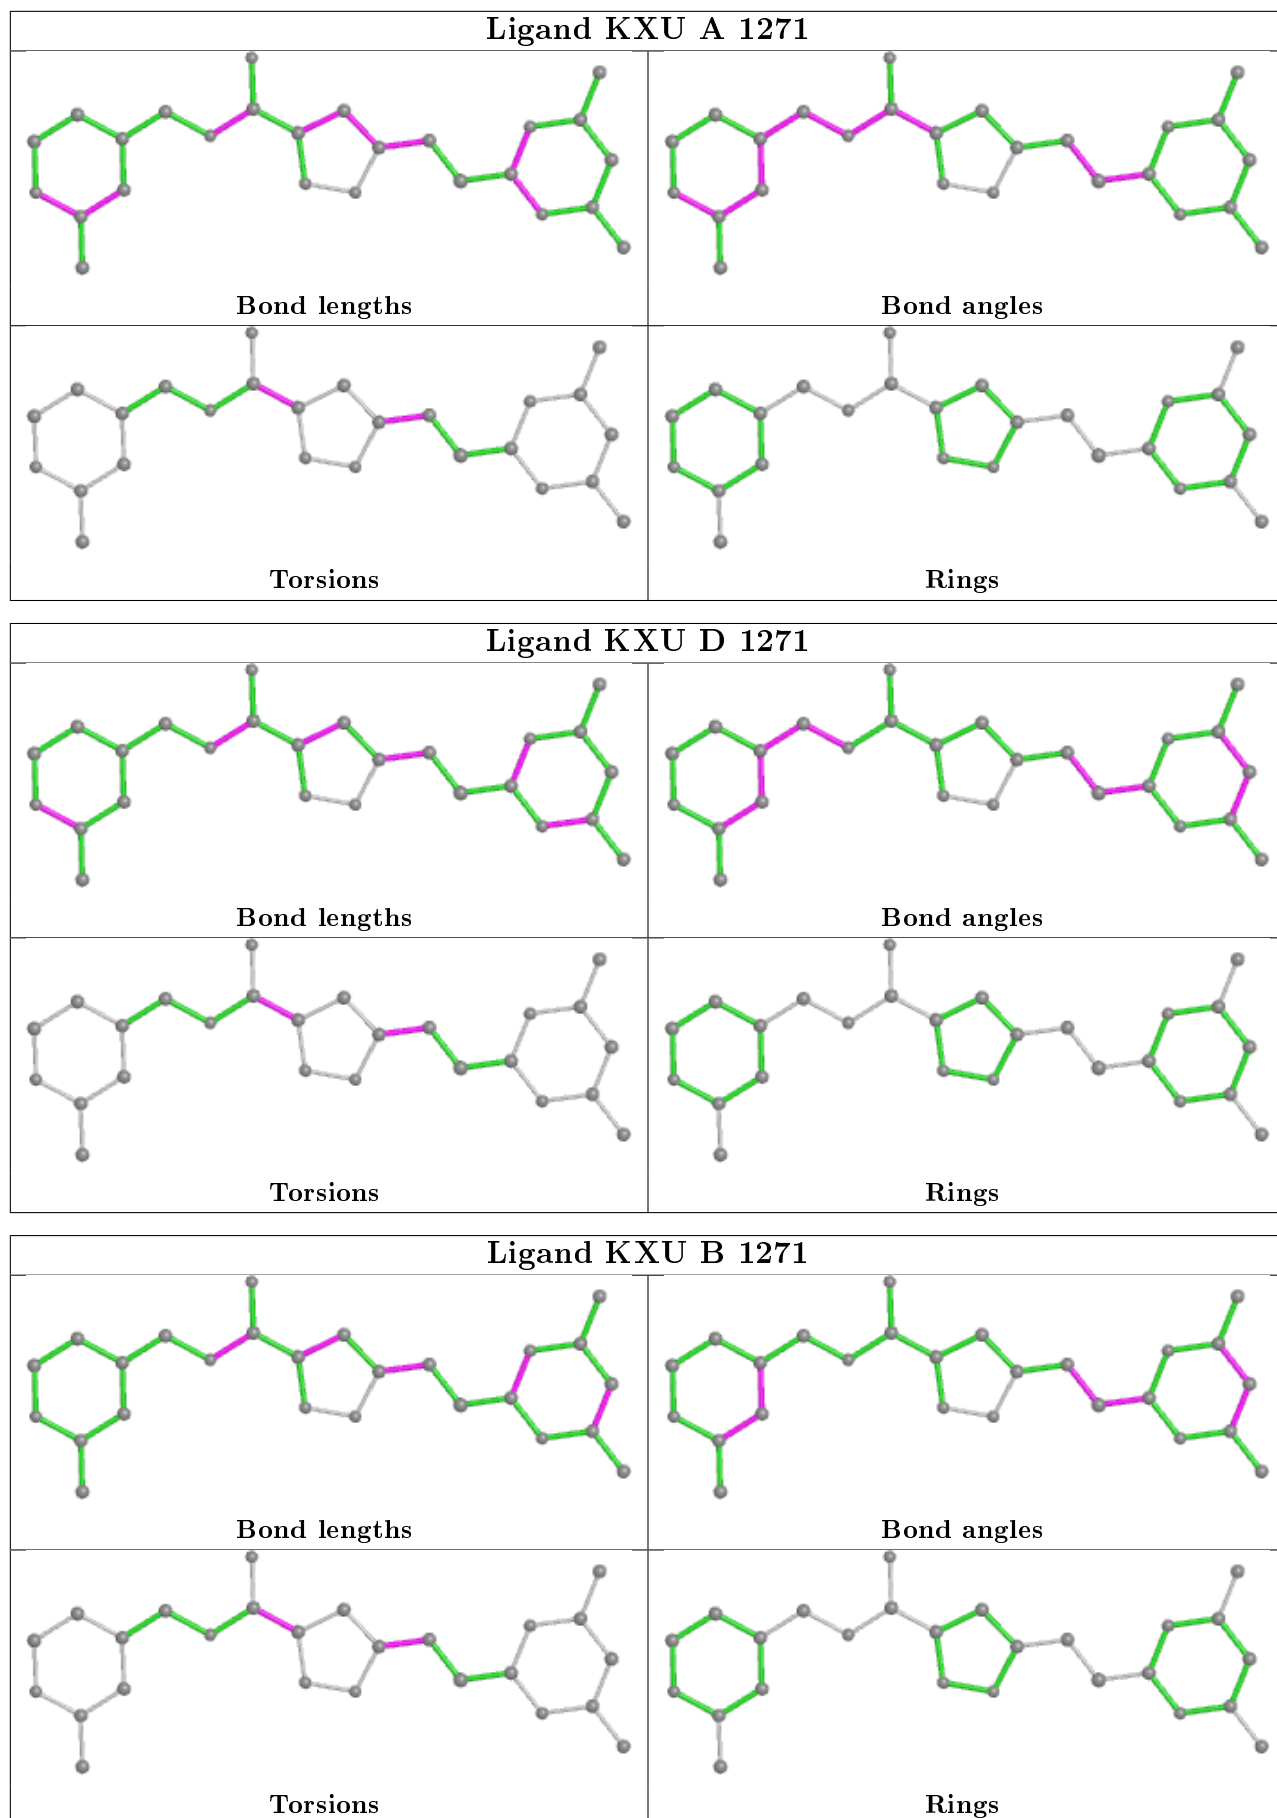 Ligand KXU A 1271
Bond lengths
Bond angles
Torsions
Rings
Ligand KXU D 1271
Bond lengths
Bond angles
Torsions
Rings
Ligand KXU B 1271
Bond lengths
Bond angles
Torsions
Rings